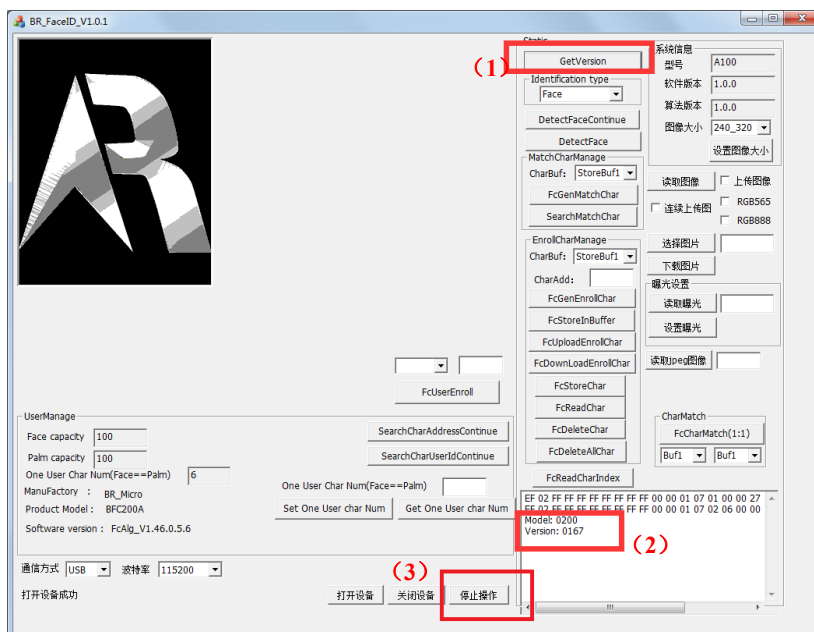 BR_FaceID_V1.0.1
AR
(1)
GetVersion
Identification type
Face
DetectFaceContinue
DetectFace
MatchCharManage
CharBuf: StoreBuf1
FcGenMatchChar
SearchMatchChar
EnrollCharManage
CharBuf: StoreBuf1
CharAdd:
FcGenEnrollChar
FcStoreInBuffer
FcUploadEnrollChar
FcDownLoadEnrollChar
FcStoreChar
FcReadChar
FcDeleteChar
FcDeleteAllChar
FcReadCharIndex
系统信息
型号 A100
软件版本 1.0.0
算法版本 1.0.0
图像大小 240_320
设置图像大小
读取图像 上传图像
连续上传图 RGB565
RGB888
选择图片
下载图片
曝光设置
读取曝光
设置曝光
读取jpeg图像
CharMatch
FcCharMatch(1:1)
Buf1 Buf1
FcUserEnroll
UserManage
Face capacity 100
Palm capacity 100
One User Char Num(Face==Palm) 6
ManuFactory : BR_Micro
Product Model : BFC200A
Software version : FcAlg_V1.46.0.5.6
SearchCharAddressContinue
SearchCharUserIdContinue
One User Char Num(Face==Palm)
Set One User char Num Get One User char Num
EF 02 FF FF FF FF FF FF FF FF 00 00 01 07 01 00 00 27
EF 02 FF FF FF FF FF FF FF FF 00 00 01 07 02 06 00 00
Model: 0200
Version: 0167
(2)
通信方式 USB 波特率 115200
(3)
打开设备成功
打开设备 关闭设备 停止操作